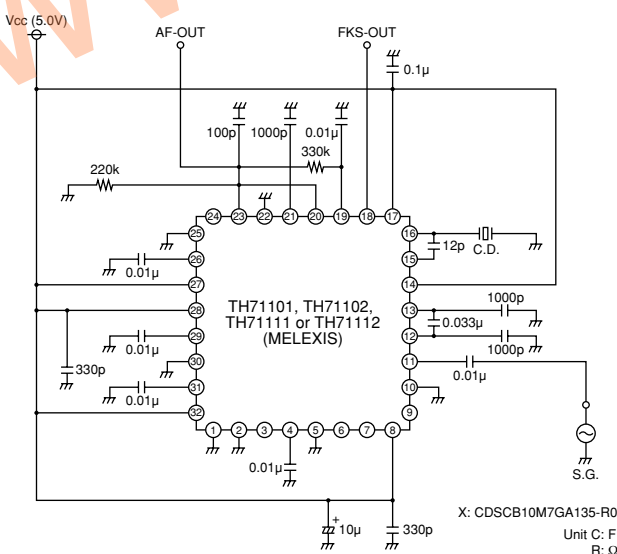 Vcc (5.0V)
AF-OUT
FKS-OUT
0.1µ
100p
1000p
0.01µ
330k
220k
24
23
22
21
20
19
18
17
25
16
12p
C.D.
26
15
0.01µ
27
14
TH71101, TH71102,
TH71111 or TH71112
(MELEXIS)
28
13
1000p
0.033µ
29
12
0.01µ
1000p
330p
30
11
0.01µ
31
10
0.01µ
32
9
1
2
3
4
5
6
7
8
0.01µ
S.G.
+
10µ
330p
X: CDSCB10M7GA135-R0
Unit C: F
R: Ω